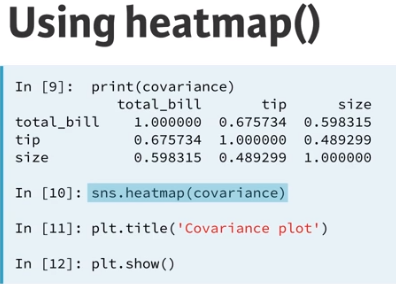 Using heatmap()
In [9]: print(covariance)
total_bill tip size
total_bill 1.000000 0.675734 0.598315
tip 0.675734 1.000000 0.489299
size 0.598315 0.489299 1.000000
In [10]: sns.heatmap(covariance)
In [11]: plt.title('Covariance plot')
In [12]: plt.show()